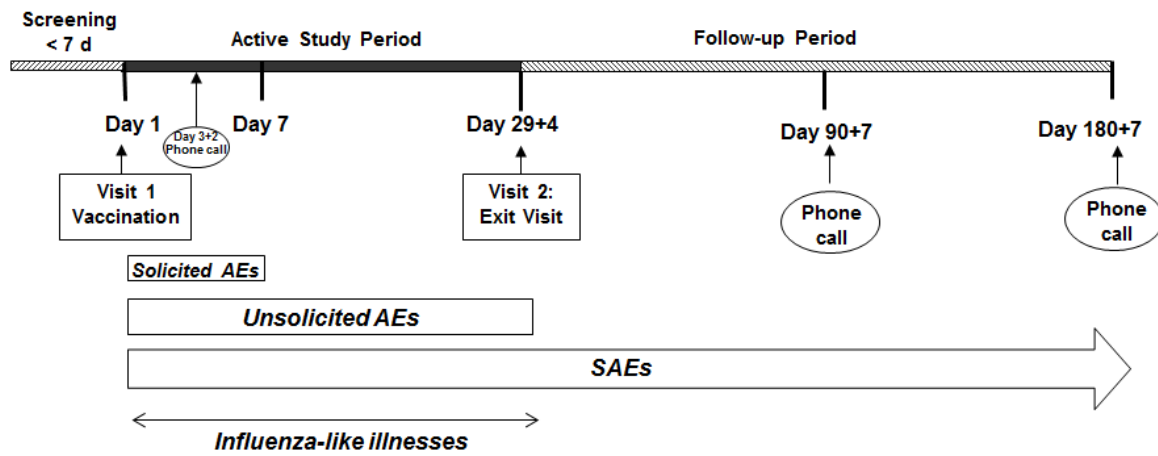 Screening
< 7 d
Active Study Period
Follow-up Period
Day 1
Day 3+2
Phone call
Day 7
Day 29+4
Day 90+7
Day 180+7
Visit 1
Vaccination
Visit 2:
Exit Visit
Phone
call
Phone
call
Solicited AEs
Unsolicited AEs
SAEs
Influenza-like illnesses